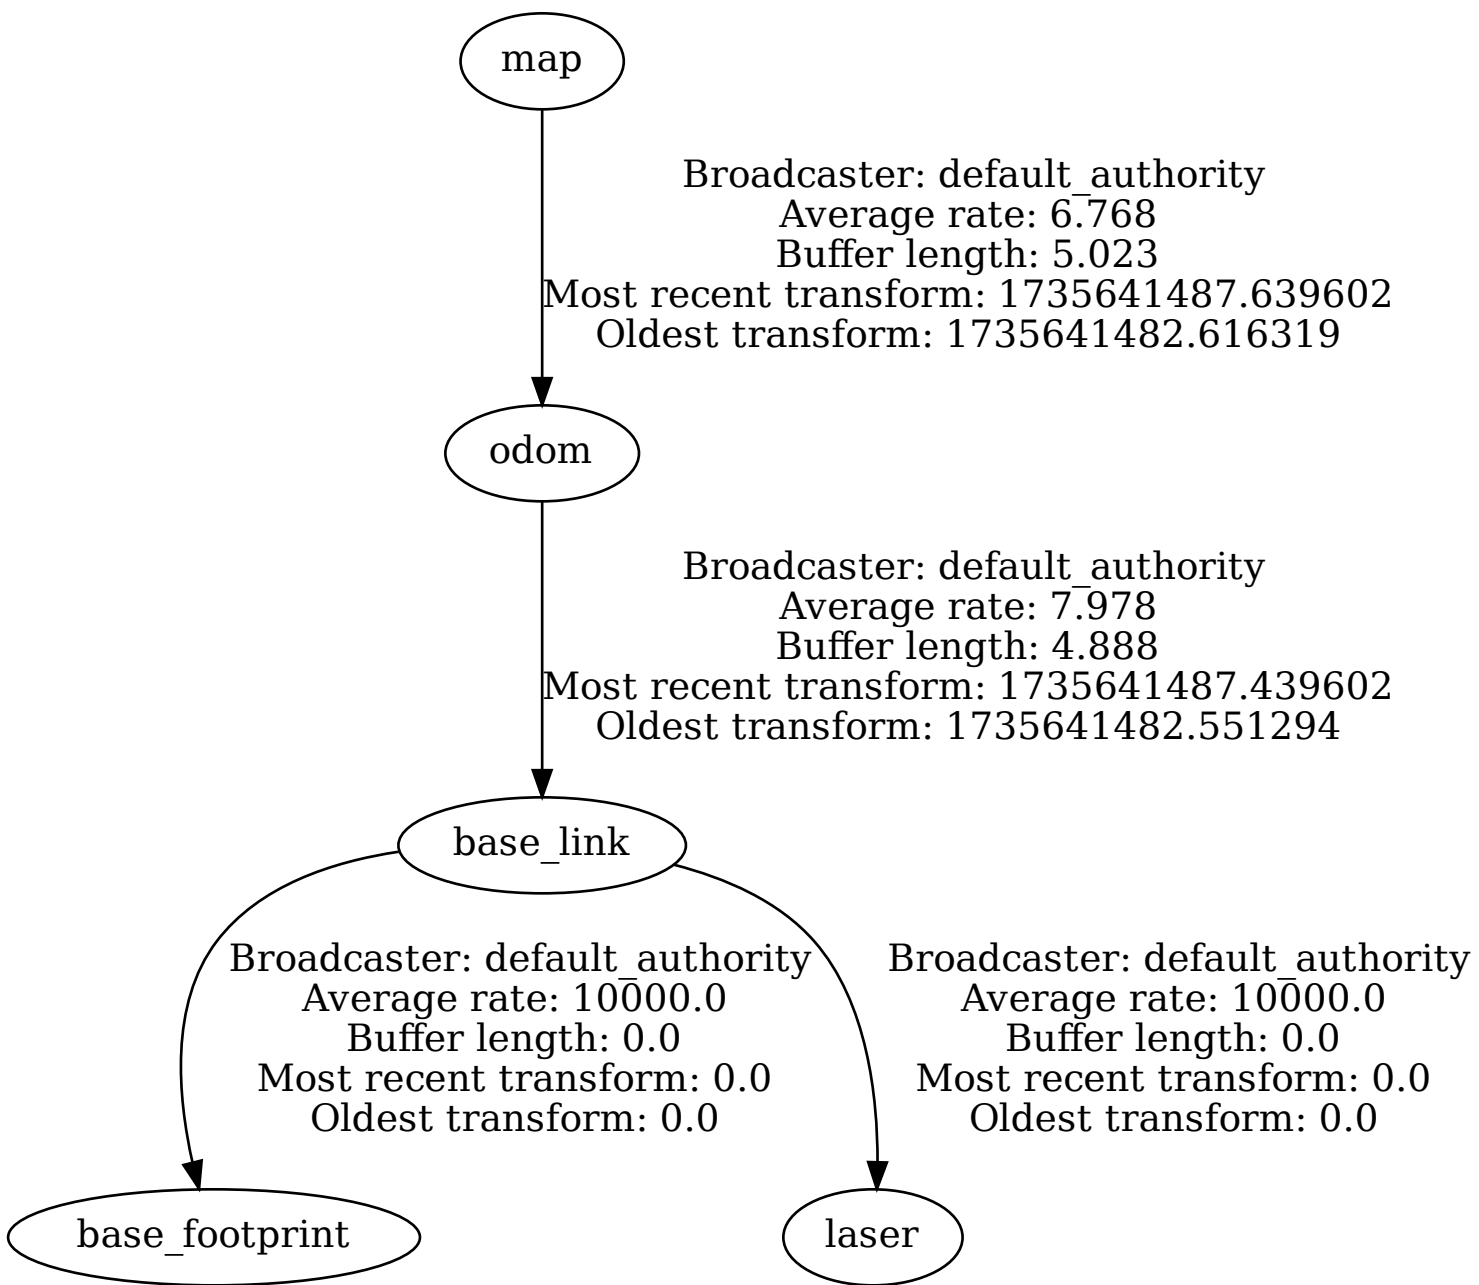 map
Broadcaster: default_authority
Average rate: 6.768
Buffer length: 5.023
Most recent transform: 1735641487.639602
Oldest transform: 1735641482.616319
odom
Broadcaster: default_authority
Average rate: 7.978
Buffer length: 4.888
Most recent transform: 1735641487.439602
Oldest transform: 1735641482.551294
base_link
Broadcaster: default_authority
Average rate: 10000.0
Buffer length: 0.0
Most recent transform: 0.0
Oldest transform: 0.0
Broadcaster: default_authority
Average rate: 10000.0
Buffer length: 0.0
Most recent transform: 0.0
Oldest transform: 0.0
base_footprint
laser